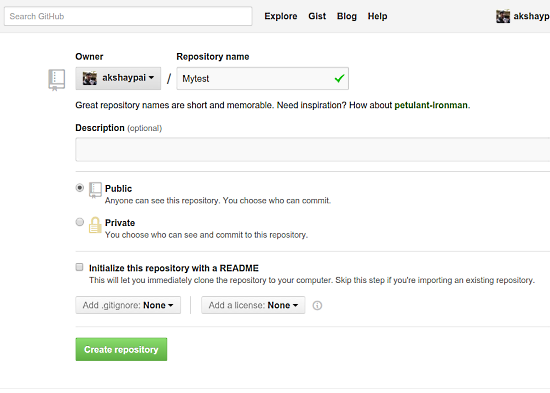 Search GitHub Explore Gist Blog Help akshayp
Owner Repository name
akshaypai / Mytest
Great repository names are short and memorable. Need inspiration? How about petulant-ironman.
Description (optional)
Public
Anyone can see this repository. You choose who can commit.
Private
You choose who can see and commit to this repository.
Initialize this repository with a README
This will let you immediately clone the repository to your computer. Skip this step if you're importing an existing repository.
Add .gitignore: None Add a license: None
Create repository